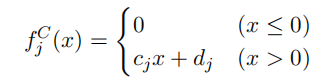 f_j^C(x) = { 0 (x ≤ 0)
c_j x + d_j (x > 0)